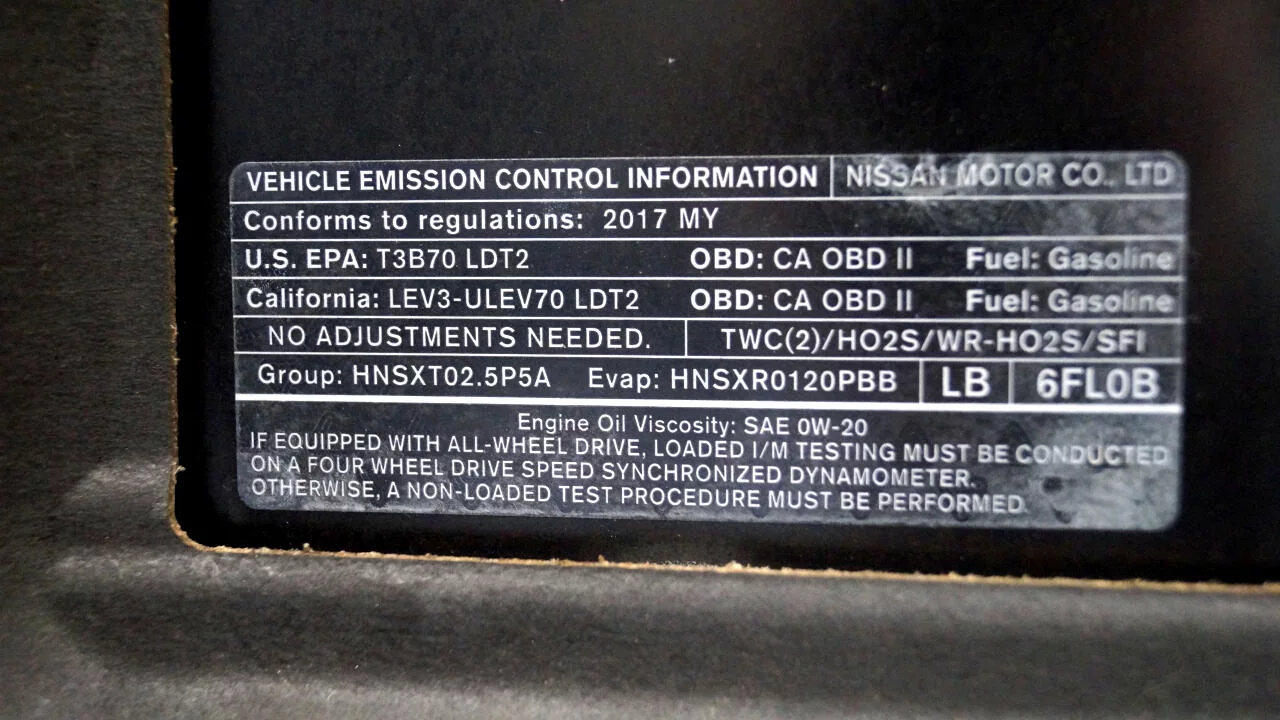 VEHICLE EMISSION CONTROL INFORMATION NISSAN MOTOR CO., LTD
Conforms to regulations: 2017 MY
U.S. EPA: T3B70 LDT2 OBD: CA OBD II Fuel: Gasoline
California: LEV3-ULEV70 LDT2 OBD: CA OBD II Fuel: Gasoline
NO ADJUSTMENTS NEEDED. TWC(2)/HO2S/WR-HO2S/SFI
Group: HNSXT02.5P5A Evap: HNSXR0120PBB LB 6FL0B
Engine Oil Viscosity: SAE 0W-20
IF EQUIPPED WITH ALL-WHEEL DRIVE, LOADED I/M TESTING MUST BE CONDUCTED
ON A FOUR WHEEL DRIVE SPEED SYNCHRONIZED DYNAMOMETER.
OTHERWISE, A NON-LOADED TEST PROCEDURE MUST BE PERFORMED.